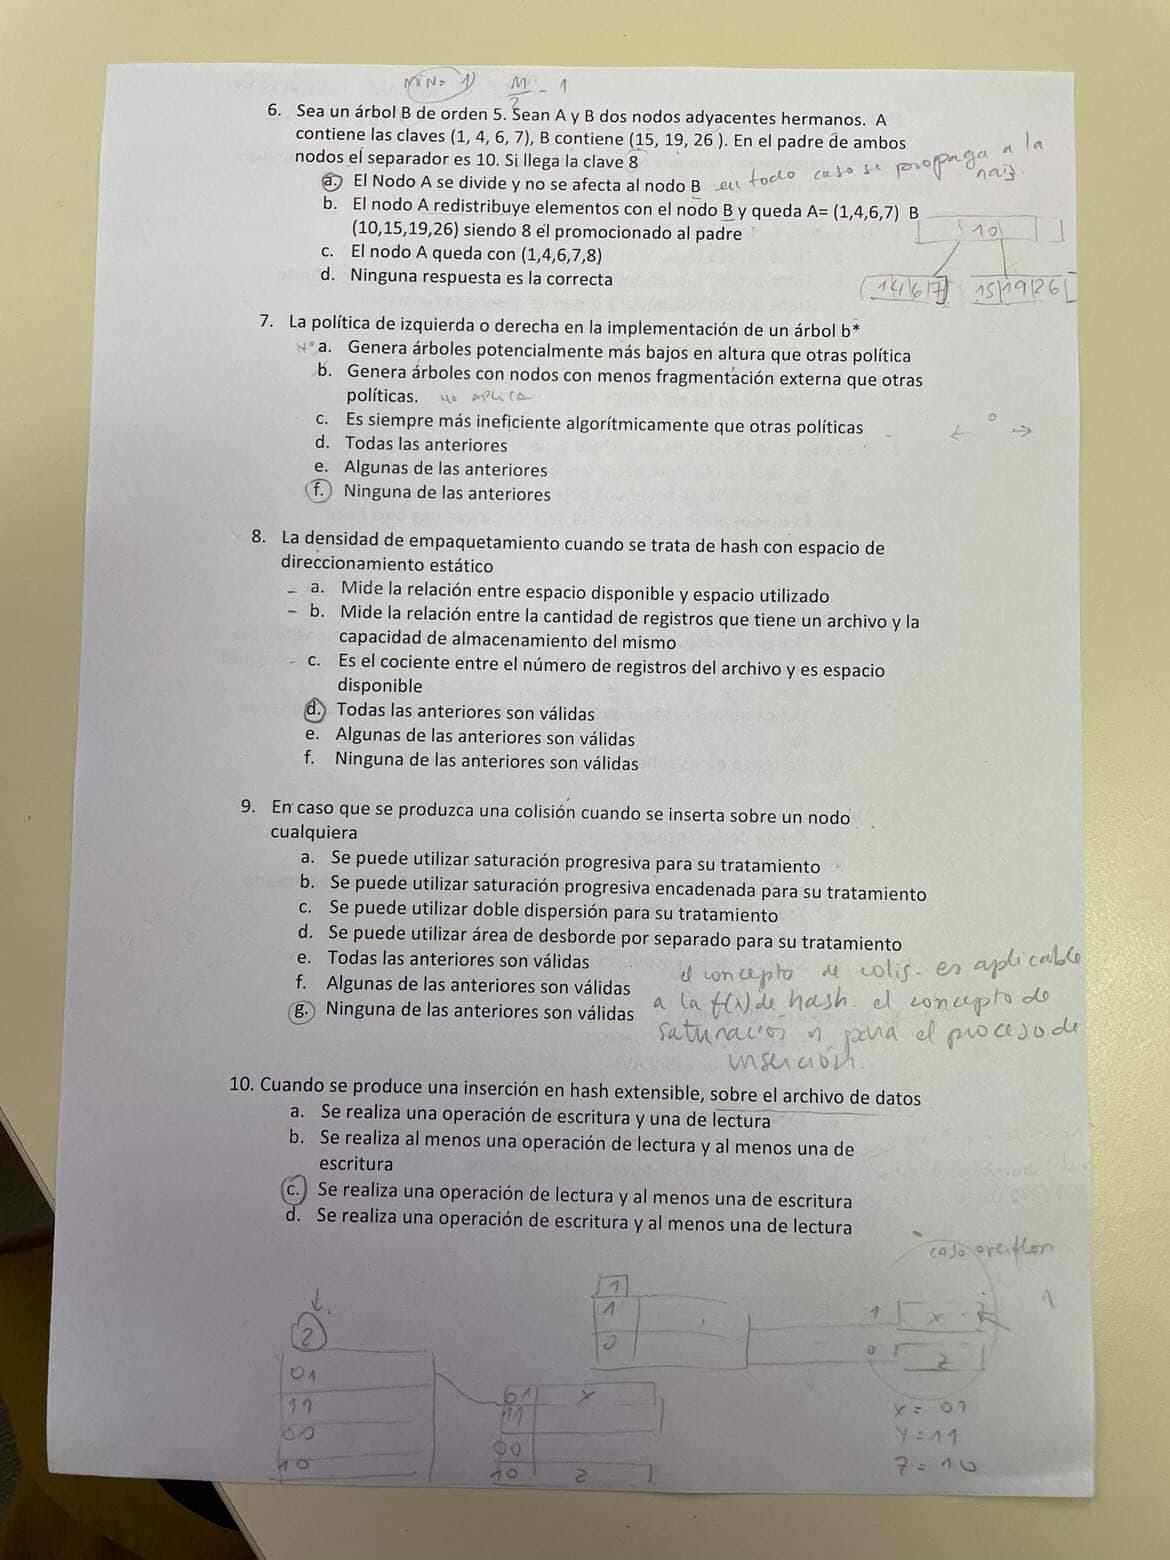 MIN= 1) M/2 - 1
6. Sea un árbol B de orden 5. Sean A y B dos nodos adyacentes hermanos. A
contiene las claves (1, 4, 6, 7), B contiene (15, 19, 26 ). En el padre de ambos
nodos el separador es 10. Si llega la clave 8
a. El Nodo A se divide y no se afecta al nodo B en todo caso se propaga a la
raiz
b. El nodo A redistribuye elementos con el nodo B y queda A= (1,4,6,7) B
(10,15,19,26) siendo 8 el promocionado al padre
10
c. El nodo A queda con (1,4,6,7,8)
d. Ninguna respuesta es la correcta
1 4 6 7 15 19 26
7. La política de izquierda o derecha en la implementación de un árbol b*
No a. Genera árboles potencialmente más bajos en altura que otras política
b. Genera árboles con nodos con menos fragmentación externa que otras
políticas. No aplica
c. Es siempre más ineficiente algorítmicamente que otras políticas
d. Todas las anteriores
e. Algunas de las anteriores
f. Ninguna de las anteriores
8. La densidad de empaquetamiento cuando se trata de hash con espacio de
direccionamiento estático
a. Mide la relación entre espacio disponible y espacio utilizado
b. Mide la relación entre la cantidad de registros que tiene un archivo y la
capacidad de almacenamiento del mismo
c. Es el cociente entre el número de registros del archivo y es espacio
disponible
d. Todas las anteriores son válidas
e. Algunas de las anteriores son válidas
f. Ninguna de las anteriores son válidas
9. En caso que se produzca una colisión cuando se inserta sobre un nodo
cualquiera
a. Se puede utilizar saturación progresiva para su tratamiento
b. Se puede utilizar saturación progresiva encadenada para su tratamiento
c. Se puede utilizar doble dispersión para su tratamiento
d. Se puede utilizar área de desborde por separado para su tratamiento
e. Todas las anteriores son válidas
f. Algunas de las anteriores son válidas
g. Ninguna de las anteriores son válidas
el concepto de colis. es aplicable
a la f(x) de hash. el concepto de
saturación para el proceso de
inserción.
10. Cuando se produce una inserción en hash extensible, sobre el archivo de datos
a. Se realiza una operación de escritura y una de lectura
b. Se realiza al menos una operación de lectura y al menos una de
escritura
c. Se realiza una operación de lectura y al menos una de escritura
d. Se realiza una operación de escritura y al menos una de lectura
caso overflow
2
01
11
00
10
01 x
11
00
10 z
1
1
0
1 x
0 z
1
x = 01
y = 11
z = 10